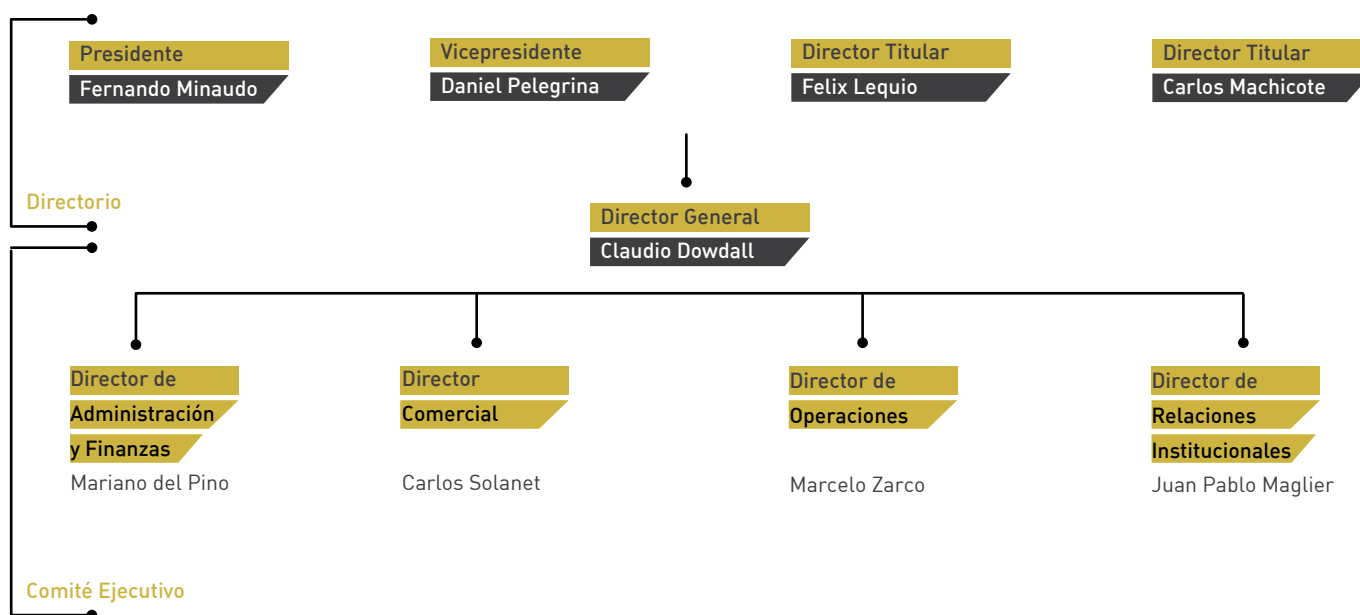 Presidente
Fernando Minaudo
Vicepresidente
Daniel Pelegrina
Director Titular
Felix Lequio
Director Titular
Carlos Machicote
Directorio
Director General
Claudio Dowdall
Director de
Administración
y Finanzas
Mariano del Pino
Director
Comercial
Carlos Solanet
Director de
Operaciones
Marcelo Zarco
Director de
Relaciones
Institucionales
Juan Pablo Maglier
Comité Ejecutivo